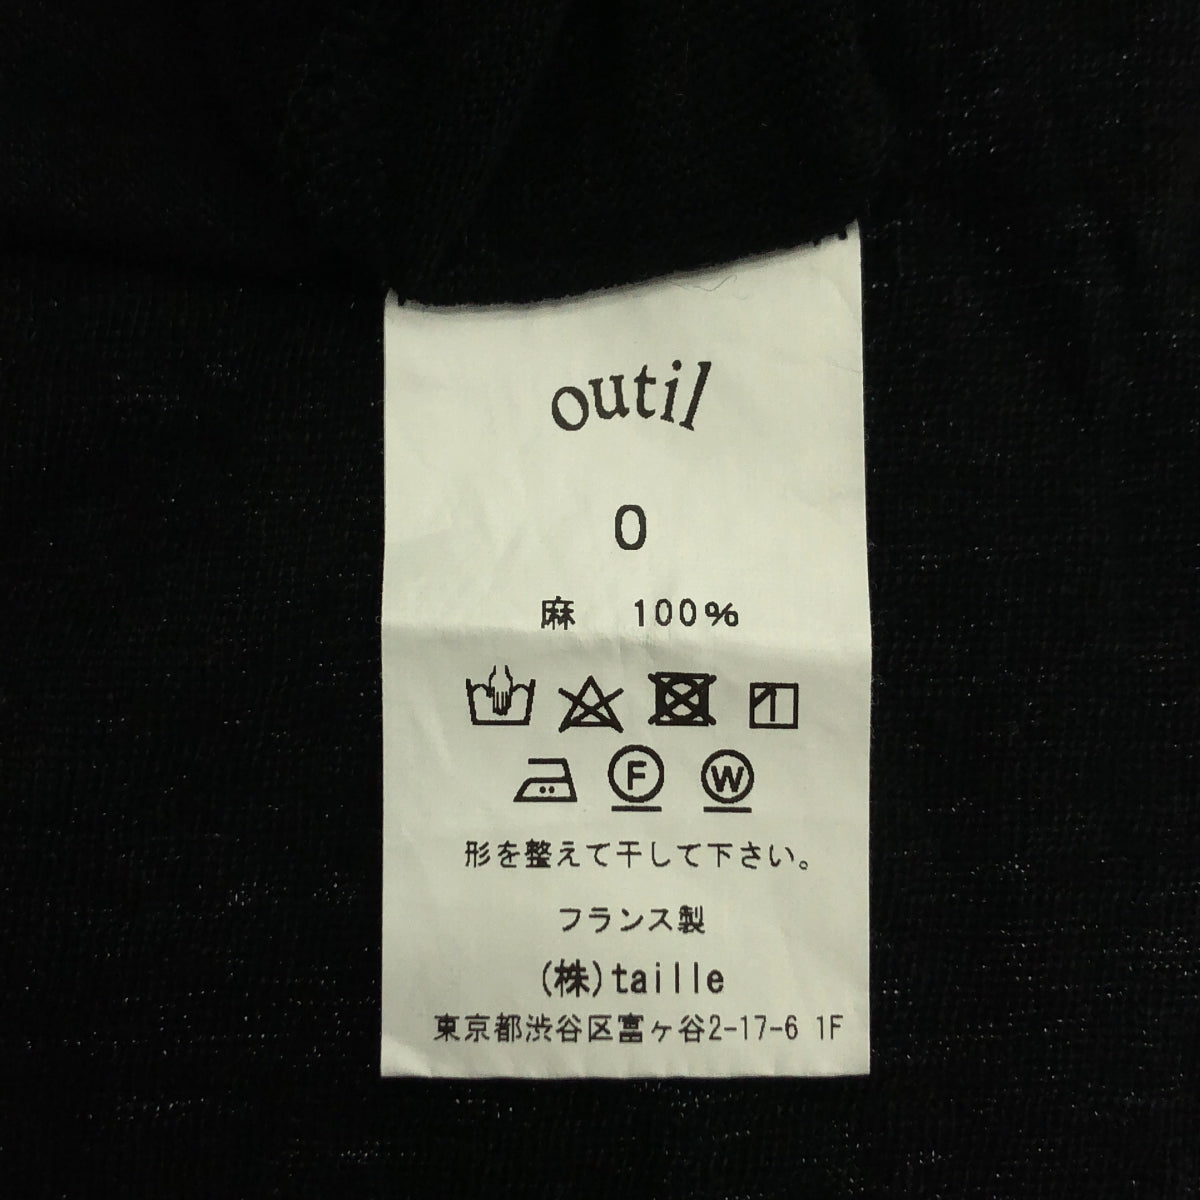 outil
0
麻 100%
F W
形を整えて干して下さい。
フランス製
(株)taille
東京都渋谷区富ヶ谷2-17-6 1F